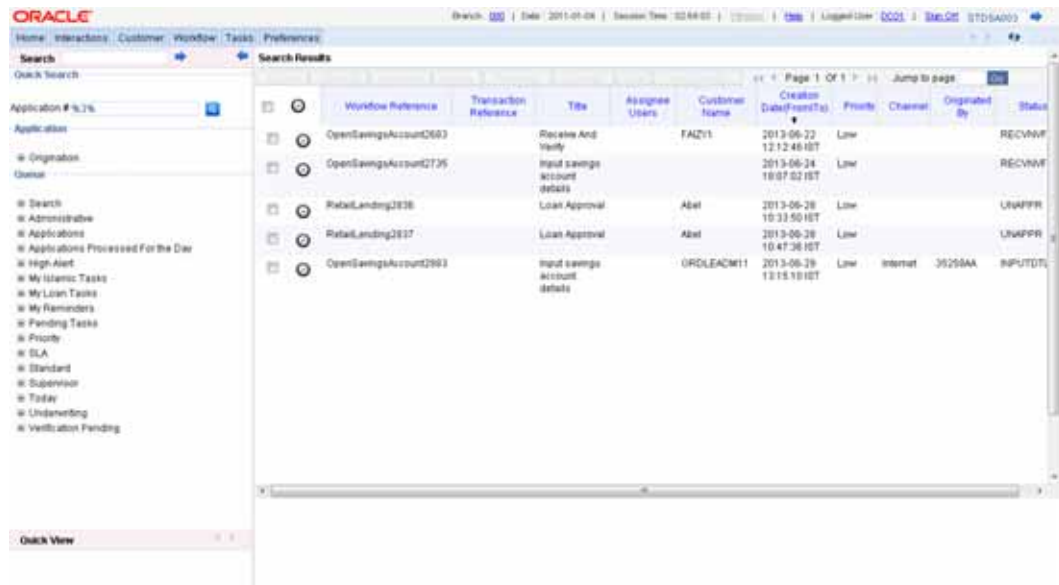 ORACLE
Branch: 000 | Date: 2011-01-04 | Session Time: | Help | Logged User: DC01 | Sign Off STDSA003
Home Interactions Customer Workflow Tasks Preferences
Search
Search Results
Quick Search
Page 1 Of 1 Jump to page Go
Application # %3%
Workflow Reference Transaction Reference Title Assignee Users Customer Name Creation Date(From|To) Priority Channel Originated By Status
Application
OpenSavingsAccount2683 Receive And Verify FAIZY1 2013-06-22 12:12:46 IST Low RECVNVF
Origination
OpenSavingsAccount2735 Input savings account details 2013-06-24 18:07:02 IST Low RECVNVF
Queue
Search
RetailLending2836 Loan Approval Abel 2013-06-28 10:33:50 IST Low UNAPPR
Administrative
Applications
RetailLending2837 Loan Approval Abel 2013-06-28 10:47:36 IST Low UNAPPR
Applications Processed For the Day
High Alert
OpenSavingsAccount2983 Input savings account details ORDLEADM11 2013-06-29 13:15:10 IST Low Internet 35258AA INPUTDTL
My Islamic Tasks
My Loan Tasks
My Reminders
Pending Tasks
Priority
SLA
Standard
Supervisor
Today
Underwriting
Verification Pending
Quick View